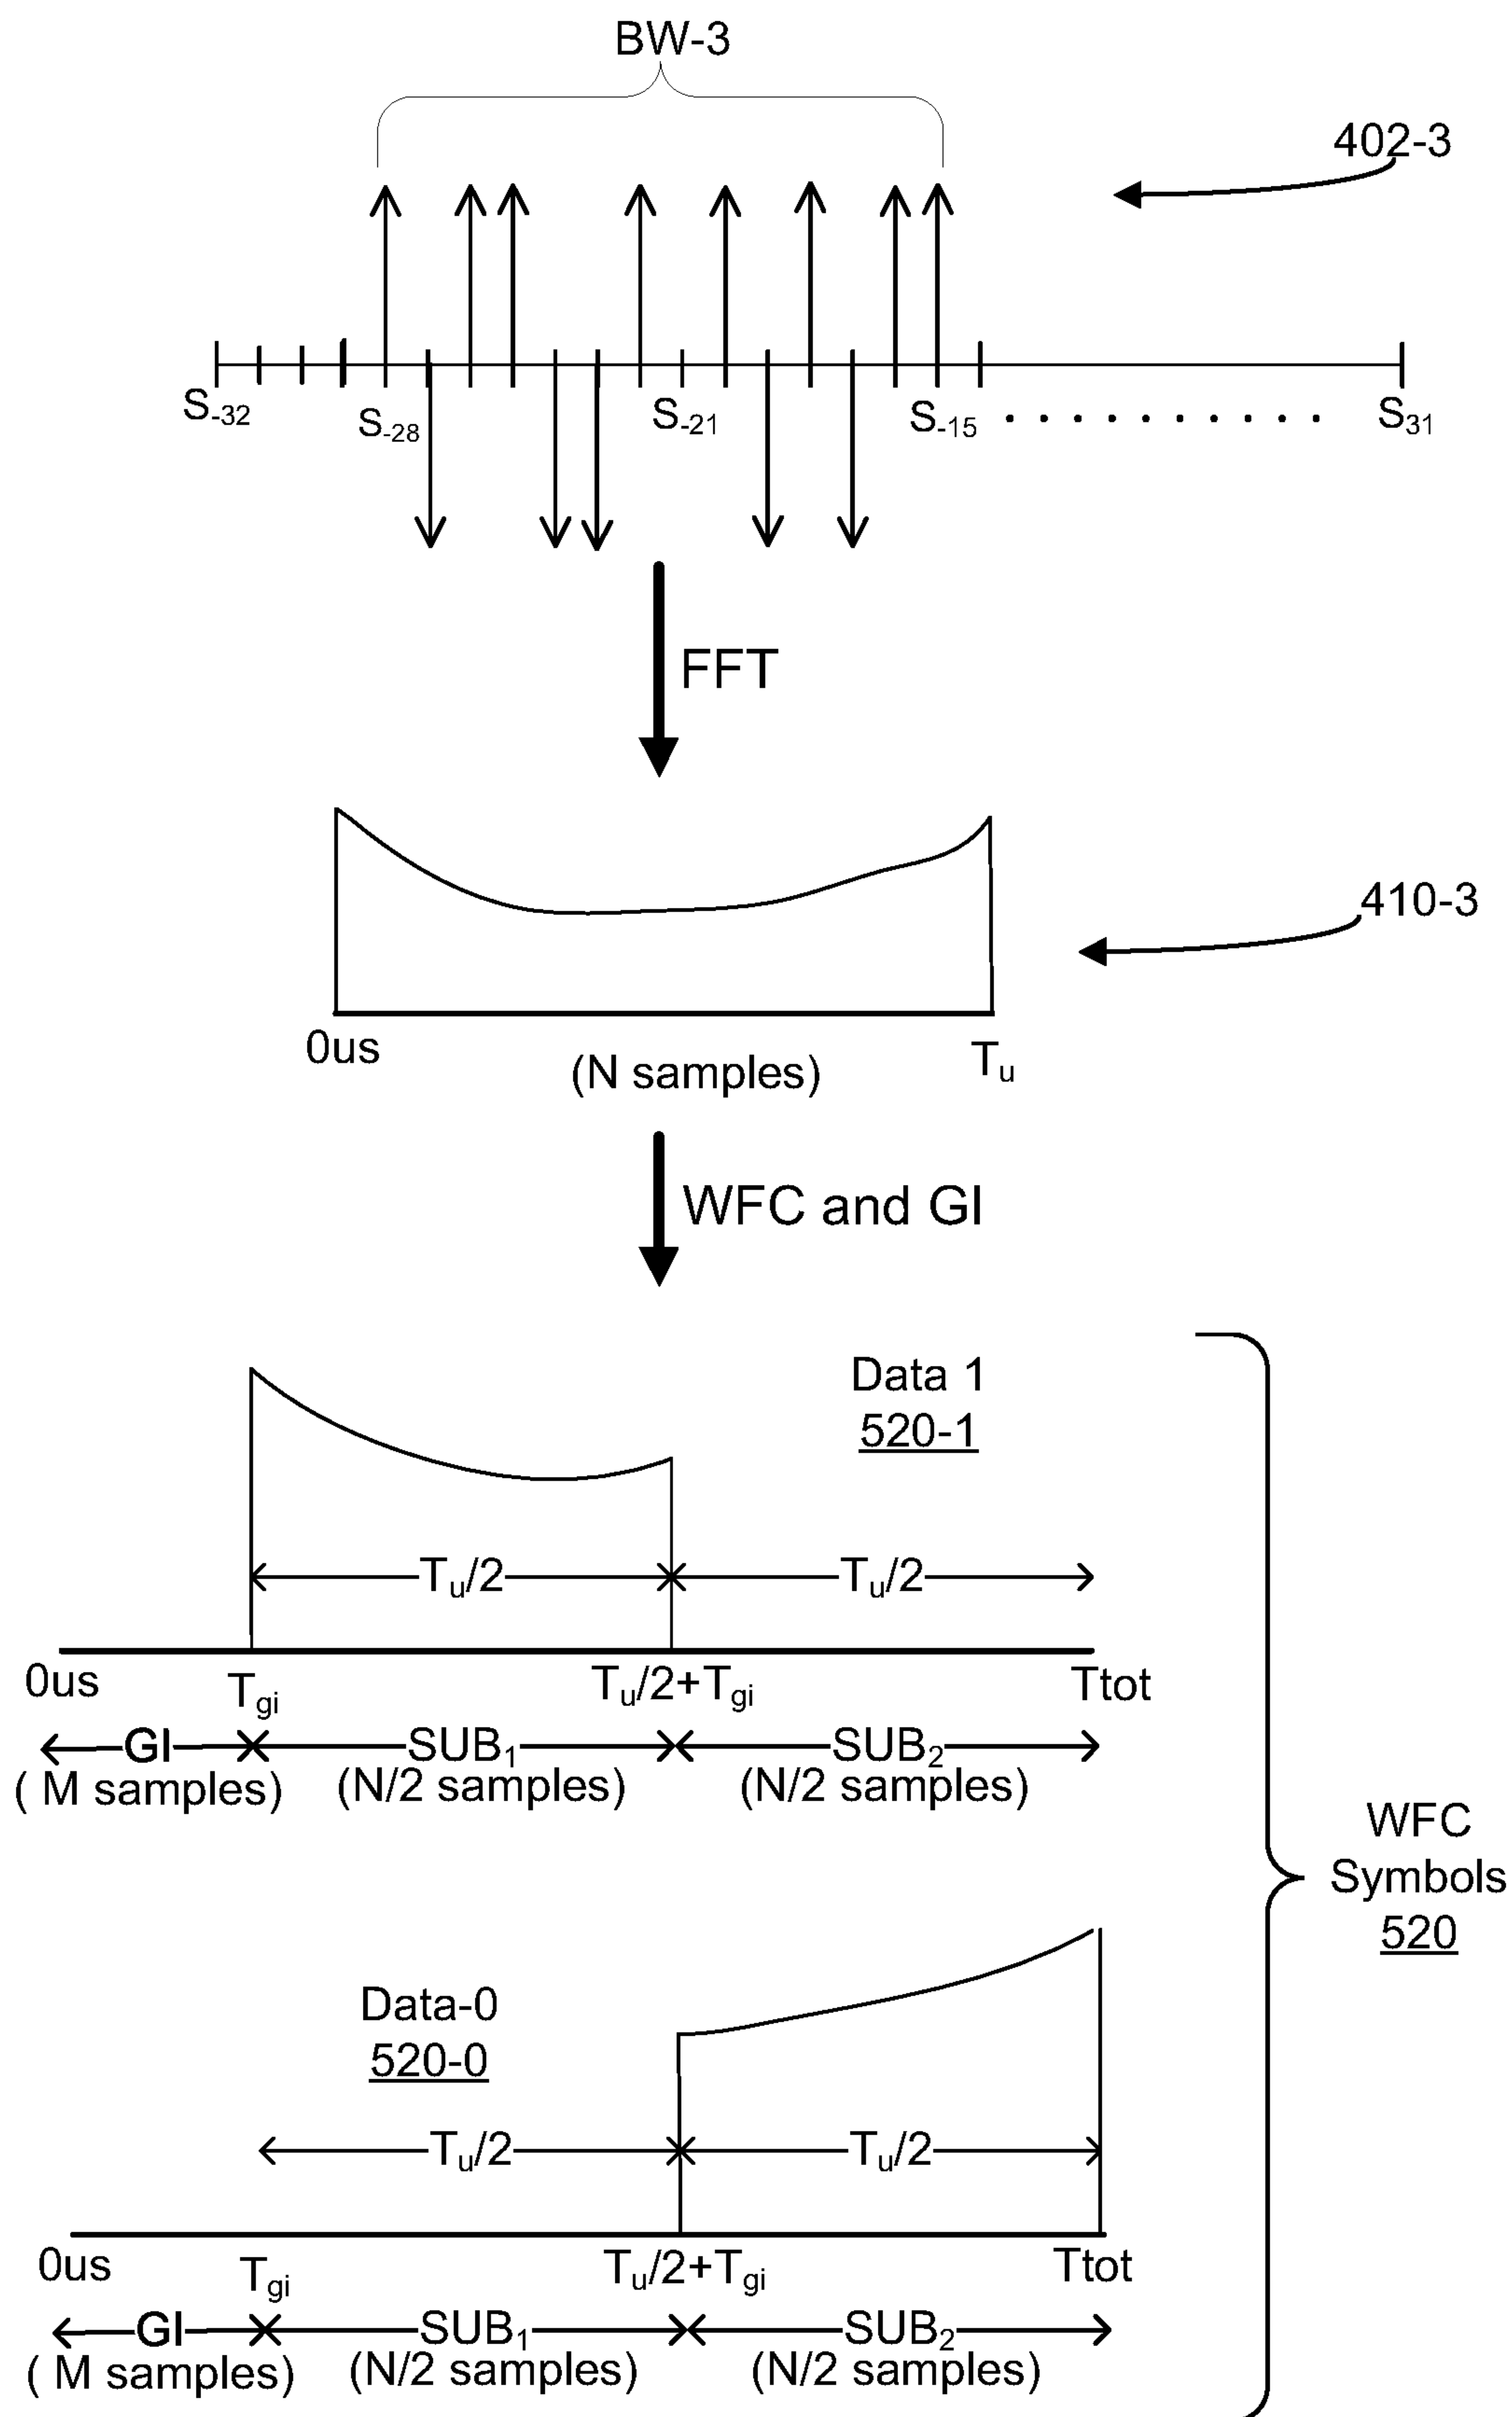 BW-3
402-3
S-32
S-28
S-21
S-15
S31
FFT
410-3
0us
(N samples)
Tu
WFC and GI
Data 1
520-1
Tu/2
Tu/2
0us
Tgi
Tu/2+Tgi
Ttot
GI
SUB1
SUB2
( M samples)
(N/2 samples)
(N/2 samples)
WFC
Symbols
520
Data-0
520-0
Tu/2
Tu/2
0us
Tgi
Tu/2+Tgi
Ttot
GI
SUB1
SUB2
( M samples)
(N/2 samples)
(N/2 samples)